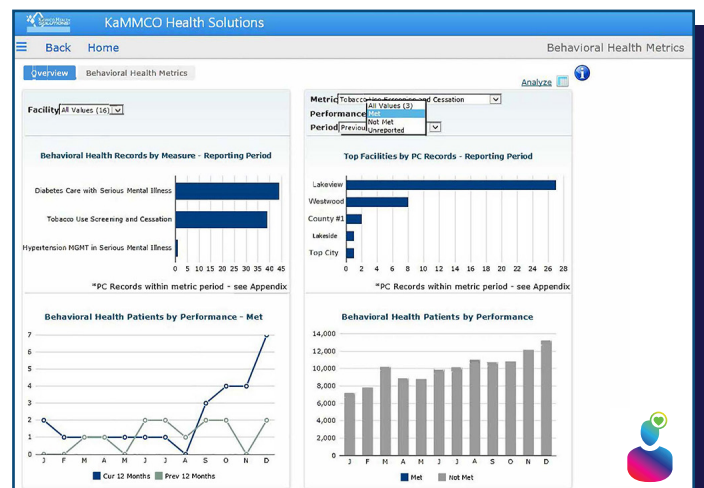 KAMMCO HEALTH SOLUTIONS
KaMMCO Health Solutions
Back Home
Behavioral Health Metrics
Overview Behavioral Health Metrics
Analyze
Facility All Values (16)
Metric Tobacco Use Screening and Cessation
All Values (3)
Performance Met
Not Met
Period Previou
Unreported
Behavioral Health Records by Measure - Reporting Period
Diabetes Care with Serious Mental Illness
Tobacco Use Screening and Cessation
Hypertension MGMT in Serious Mental Illness
0 5 10 15 20 25 30 35 40 45
*PC Records within metric period - see Appendix
Top Facilities by PC Records - Reporting Period
Lakeview
Westwood
County #1
Lakeside
Top City
0 2 4 6 8 10 12 14 16 18 20 22 24 26 28
*PC Records within metric period - see Appendix
Behavioral Health Patients by Performance - Met
7
6
5
4
3
2
1
0
J F M A M J J A S O N D
Cur 12 Months Prev 12 Months
Behavioral Health Patients by Performance
14,000
12,000
10,000
8,000
6,000
4,000
2,000
0
J F M A M J J A S O N D
Met Not Met